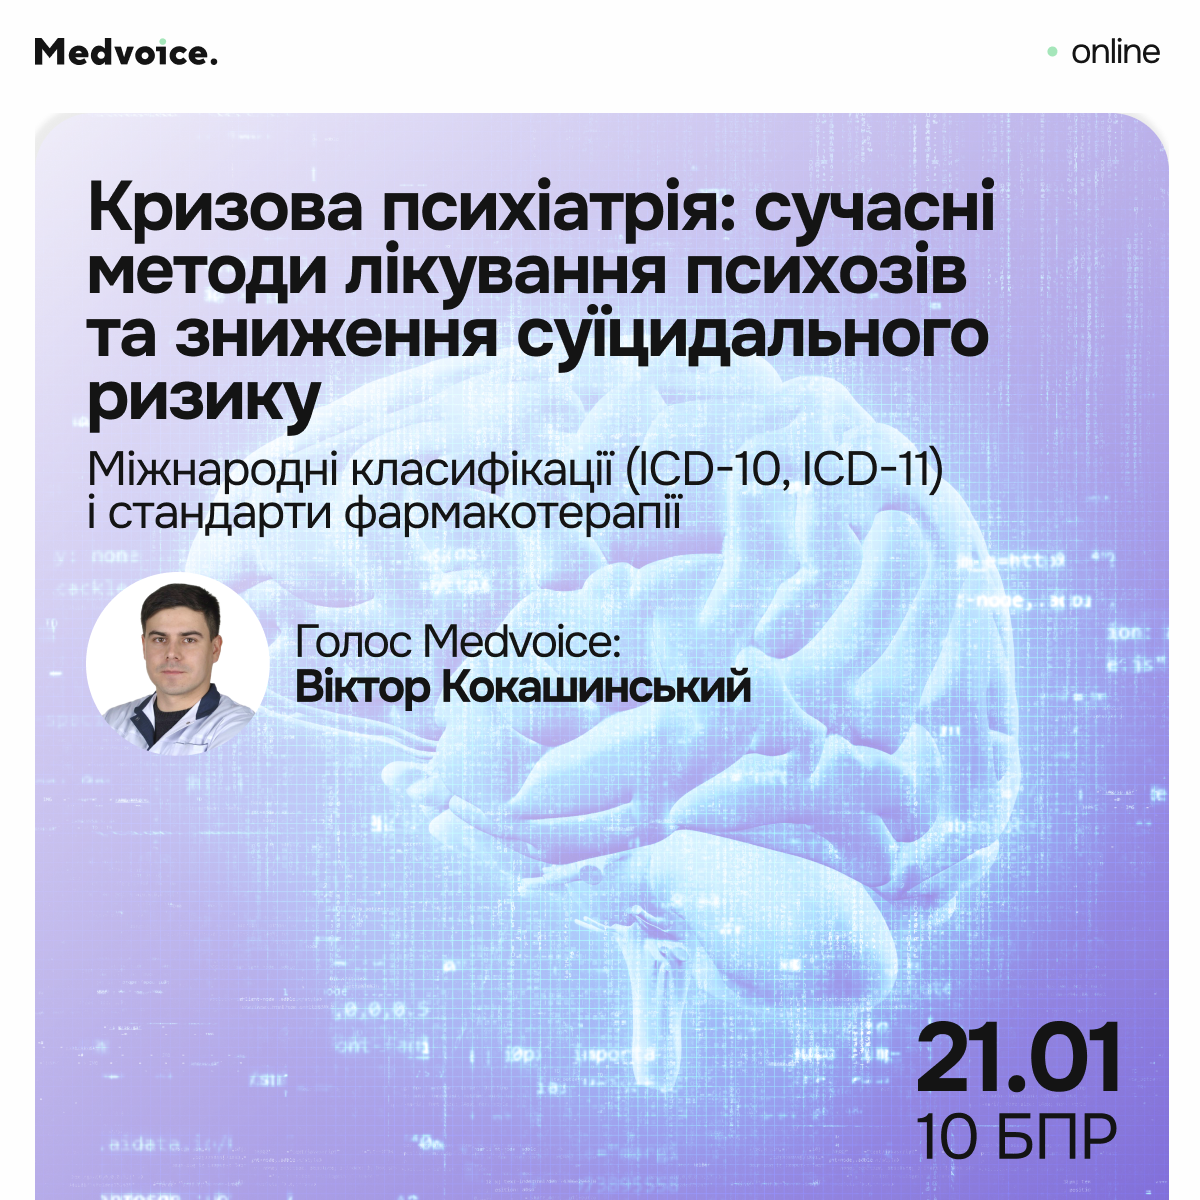 Medvoice.
online
Кризова психіатрія: сучасні
методи лікування психозів
та зниження суїцидального
ризику
Міжнародні класифікації (ICD-10, ICD-11)
і стандарти фармакотерапії
Голос Medvoice:
Віктор Кокашинський
21.01
10 БПР